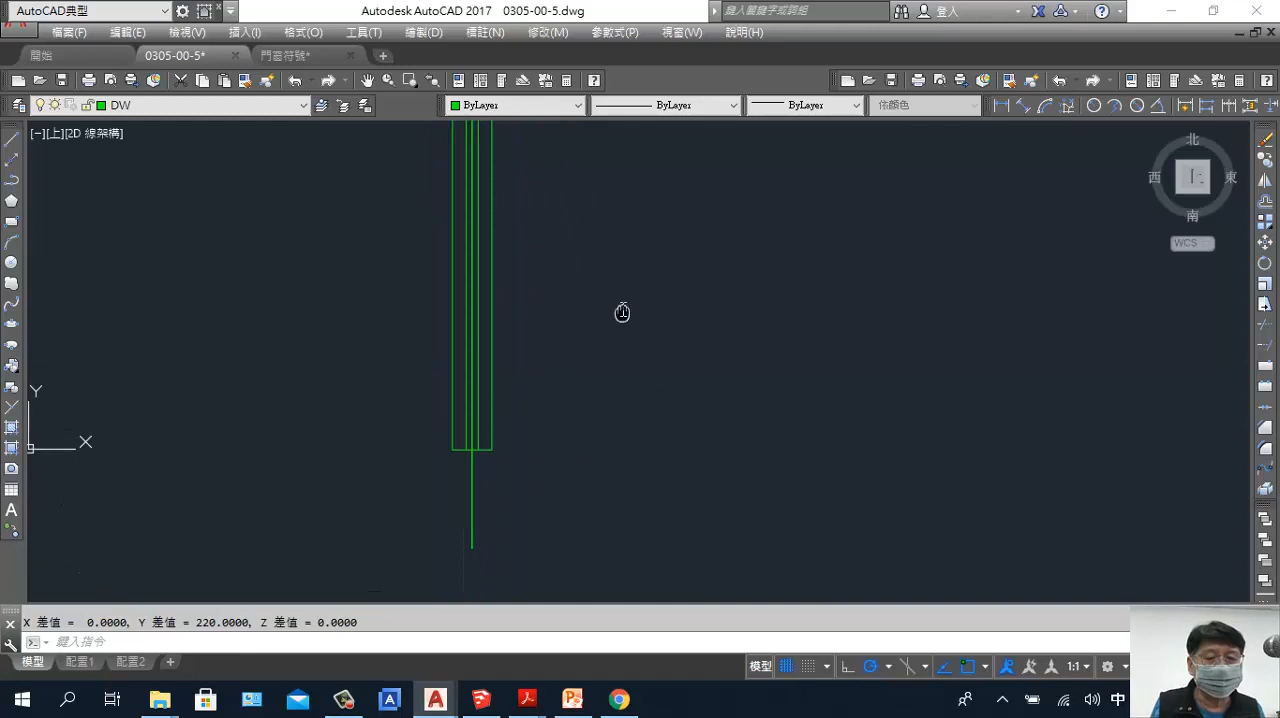 AutoCAD典型
Autodesk AutoCAD 2017 0305-00-5.dwg
鍵入關鍵字或詞組
登入
檔案(F) 編輯(E) 檢視(V) 插入(I) 格式(O) 工具(T) 繪製(D) 標註(N) 修改(M) 參數式(P) 視窗(W) 說明(H)
開始 0305-00-5* 門窗符號*
DW ByLayer ByLayer ByLayer 依顏色
[−][上][2D 線架構]
北
西 上 東
南
WCS
Y
X
X 差值 = 0.0000, Y 差值 = 220.0000, Z 差值 = 0.0000
鍵入指令
模型 配置1 配置2
模型 1:1
中